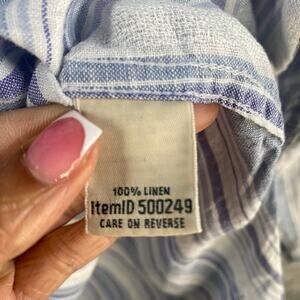 100% LINEN
ItemID 500249
CARE ON REVERSE